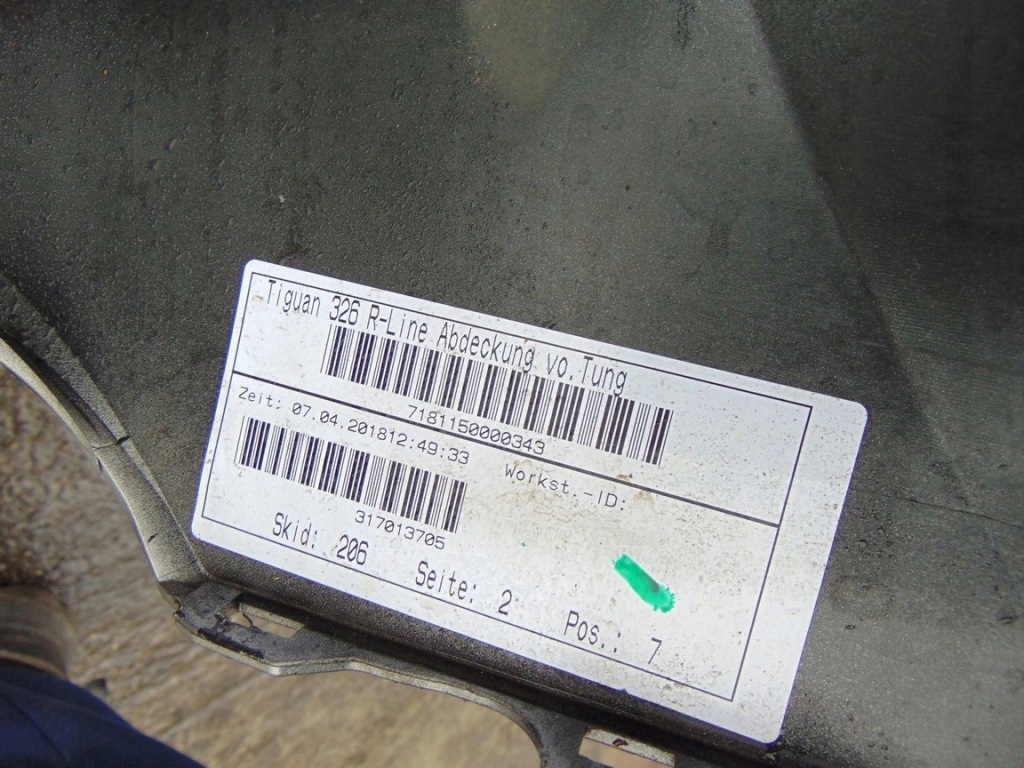 Tiguan 326 R-Line Abdeckung vo.Tung
7181150000343
Zeit: 07.04.201812:49:33
Workst.-ID:
317013705
Skid: 206 Seite: 2 Pos.: 7